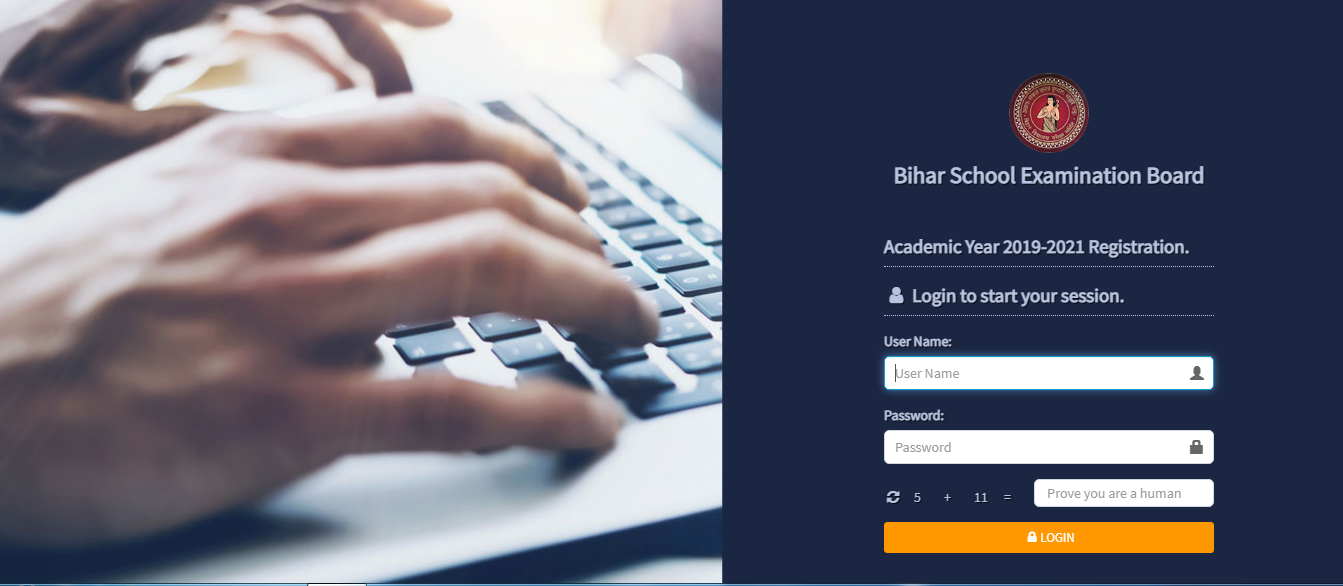 Bihar School Examination Board
Academic Year 2019-2021 Registration.
Login to start your session.
User Name:
User Name
Password:
Password
5 + 11 = Prove you are a human
LOGIN